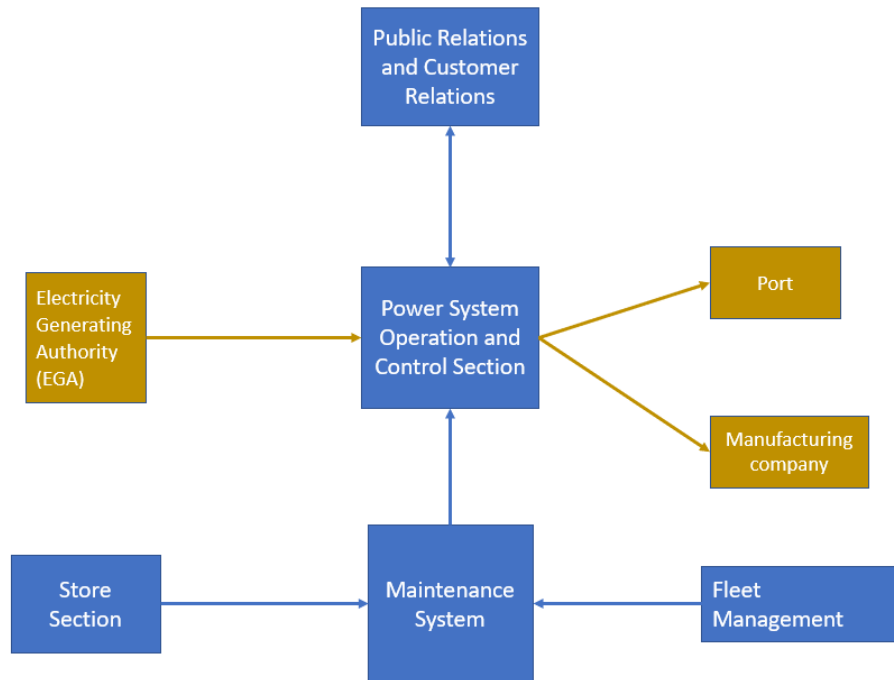 Public Relations
and Customer
Relations
Electricity
Generating
Authority
(EGA)
Power System
Operation and
Control Section
Port
Manufacturing
company
Store
Section
Maintenance
System
Fleet
Management